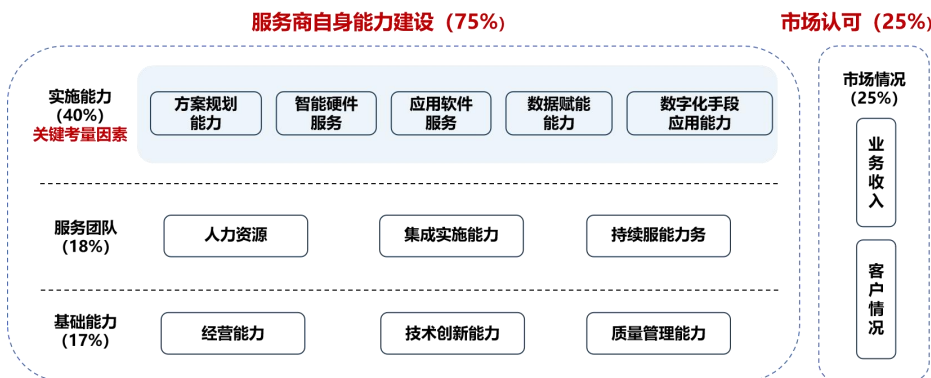 服务商自身能力建设（75%）
市场认可（25%）
实施能力
（40%）
关键考量因素
方案规划
能力
智能硬件
服务
应用软件
服务
数据赋能
能力
数字化手段
应用能力
服务团队
（18%）
人力资源
集成实施能力
持续服能力务
基础能力
（17%）
经营能力
技术创新能力
质量管理能力
市场情况
（25%）
业务收入
客户情况